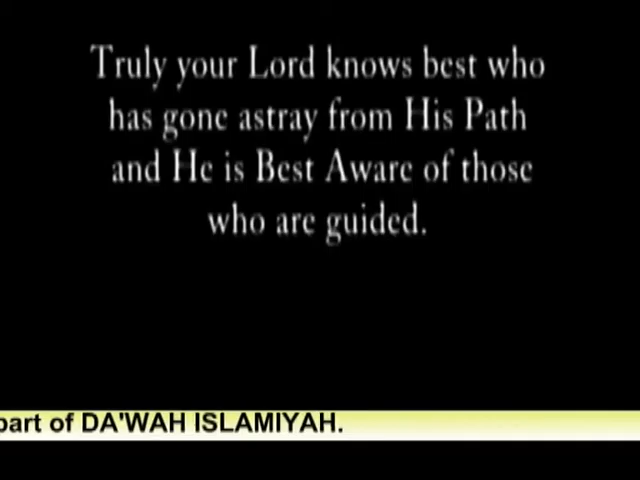 Truly your Lord knows best who
has gone astray from His Path
and He is Best Aware of those
who are guided.
part of DA'WAH ISLAMIYAH.